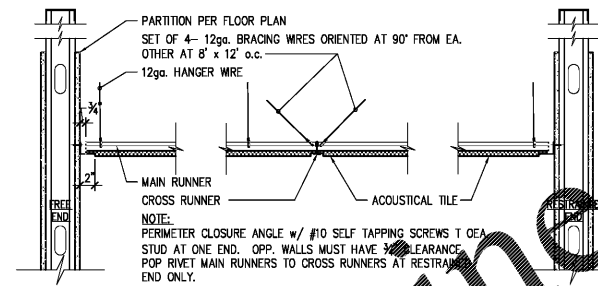 PARTITION PER FLOOR PLAN
SET OF 4– 12ga. BRACING WIRES ORIENTED AT 90° FROM EA.
OTHER AT 8' x 12' o.c.
12ga. HANGER WIRE
3/4
2"
MAIN RUNNER
CROSS RUNNER
ACOUSTICAL TILE
FREE
END
END
NOTE:
PERIMETER CLOSURE ANGLE w/ #10 SELF TAPPING SCREWS T OEA
STUD AT ONE END. OPP. WALLS MUST HAVE CLEARANCE
POP RIVET MAIN RUNNERS TO CROSS RUNNERS AT
END ONLY.